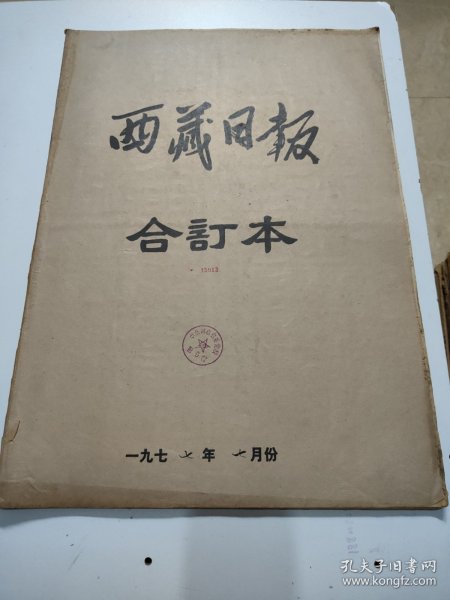 西藏日报
合訂本
一九七七年 七月份
孔夫子旧书网
www.kongfz.com